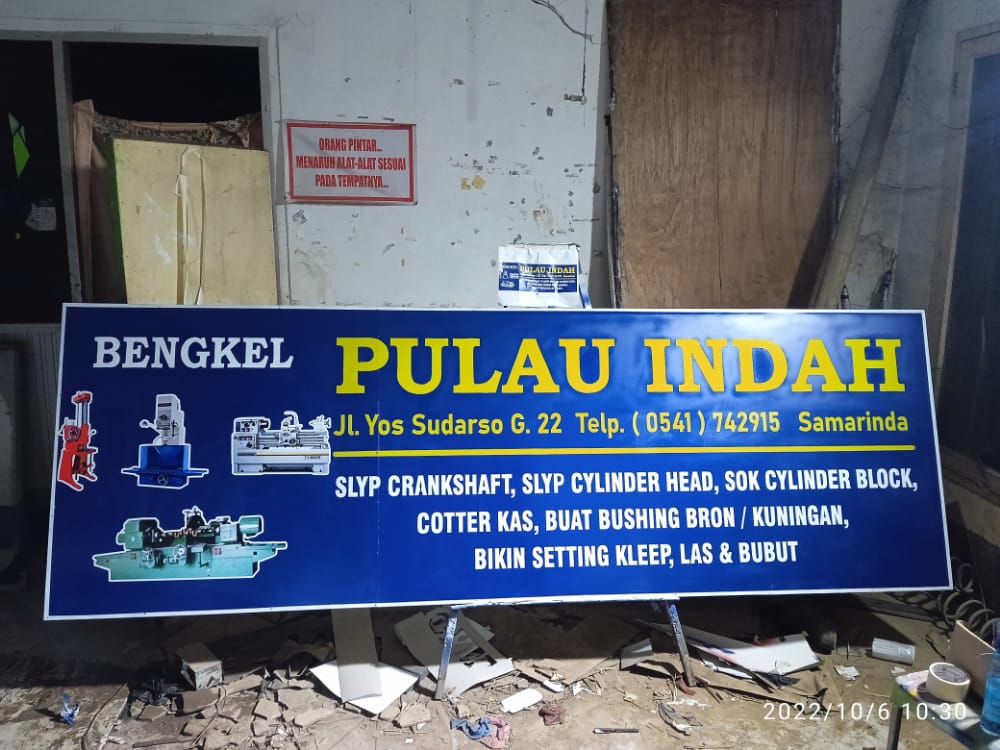 ORANG PINTAR...
MENARUH ALAT-ALAT SESUAI
PADA TEMPATNYA...
BENGKEL PULAU INDAH
BENGKEL
PULAU INDAH
Jl. Yos Sudarso G. 22 Telp. ( 0541 ) 742915 Samarinda
SLYP CRANKSHAFT, SLYP CYLINDER HEAD, SOK CYLINDER BLOCK,
COTTER KAS, BUAT BUSHING BRON / KUNINGAN,
BIKIN SETTING KLEEP, LAS & BUBUT
2022/10/6 10:30